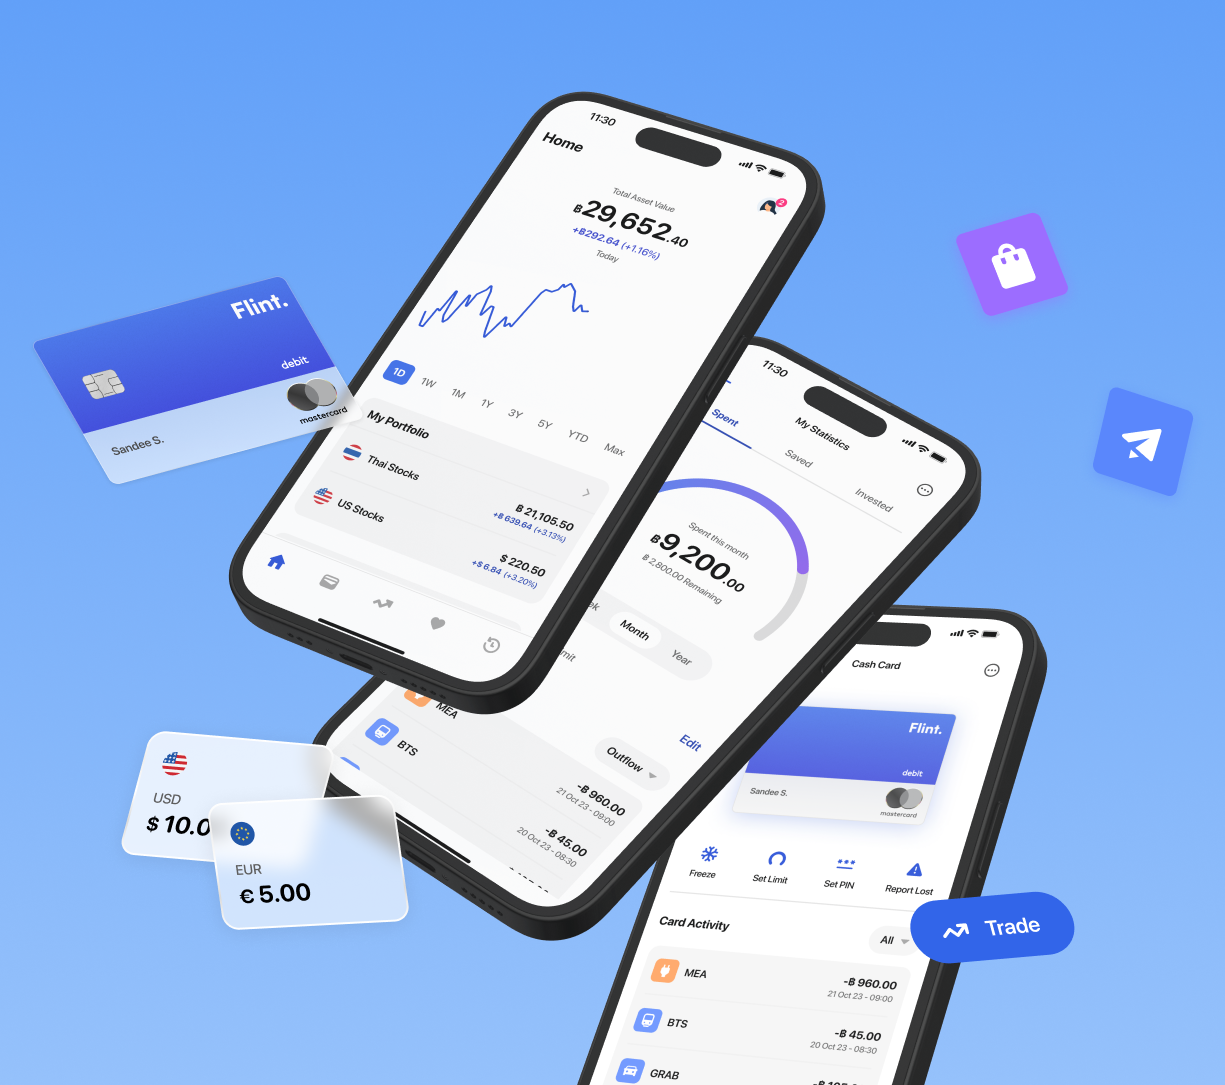 11:30
Home
2
Total Asset Value
฿29,652.40
+฿292.64 (+1.16%)
Today
1D 1W 1M 1Y 3Y 5Y YTD Max
My Portfolio
Thai Stocks
฿ 21,105.50
+฿ 639.64 (+3.13%)
US Stocks
$ 220.50
+$ 6.84 (+3.20%)
Flint.
debit
mastercard
Sandee S.
11:30
My Statistics
Spent Saved Invested
Spent this month
฿9,200.00
฿ 2,800.00 Remaining
Month Year
Edit
Outflow
MEA
-฿ 960.00
21 Oct 23 - 09:00
BTS
-฿ 45.00
20 Oct 23 - 08:30
Cash Card
Flint.
debit
Sandee S.
mastercard
Freeze Set Limit Set PIN Report Lost
Card Activity
All
MEA
-฿ 960.00
21 Oct 23 - 09:00
BTS
-฿ 45.00
20 Oct 23 - 08:30
GRAB
Trade
USD
$ 10.0
EUR
€ 5.00